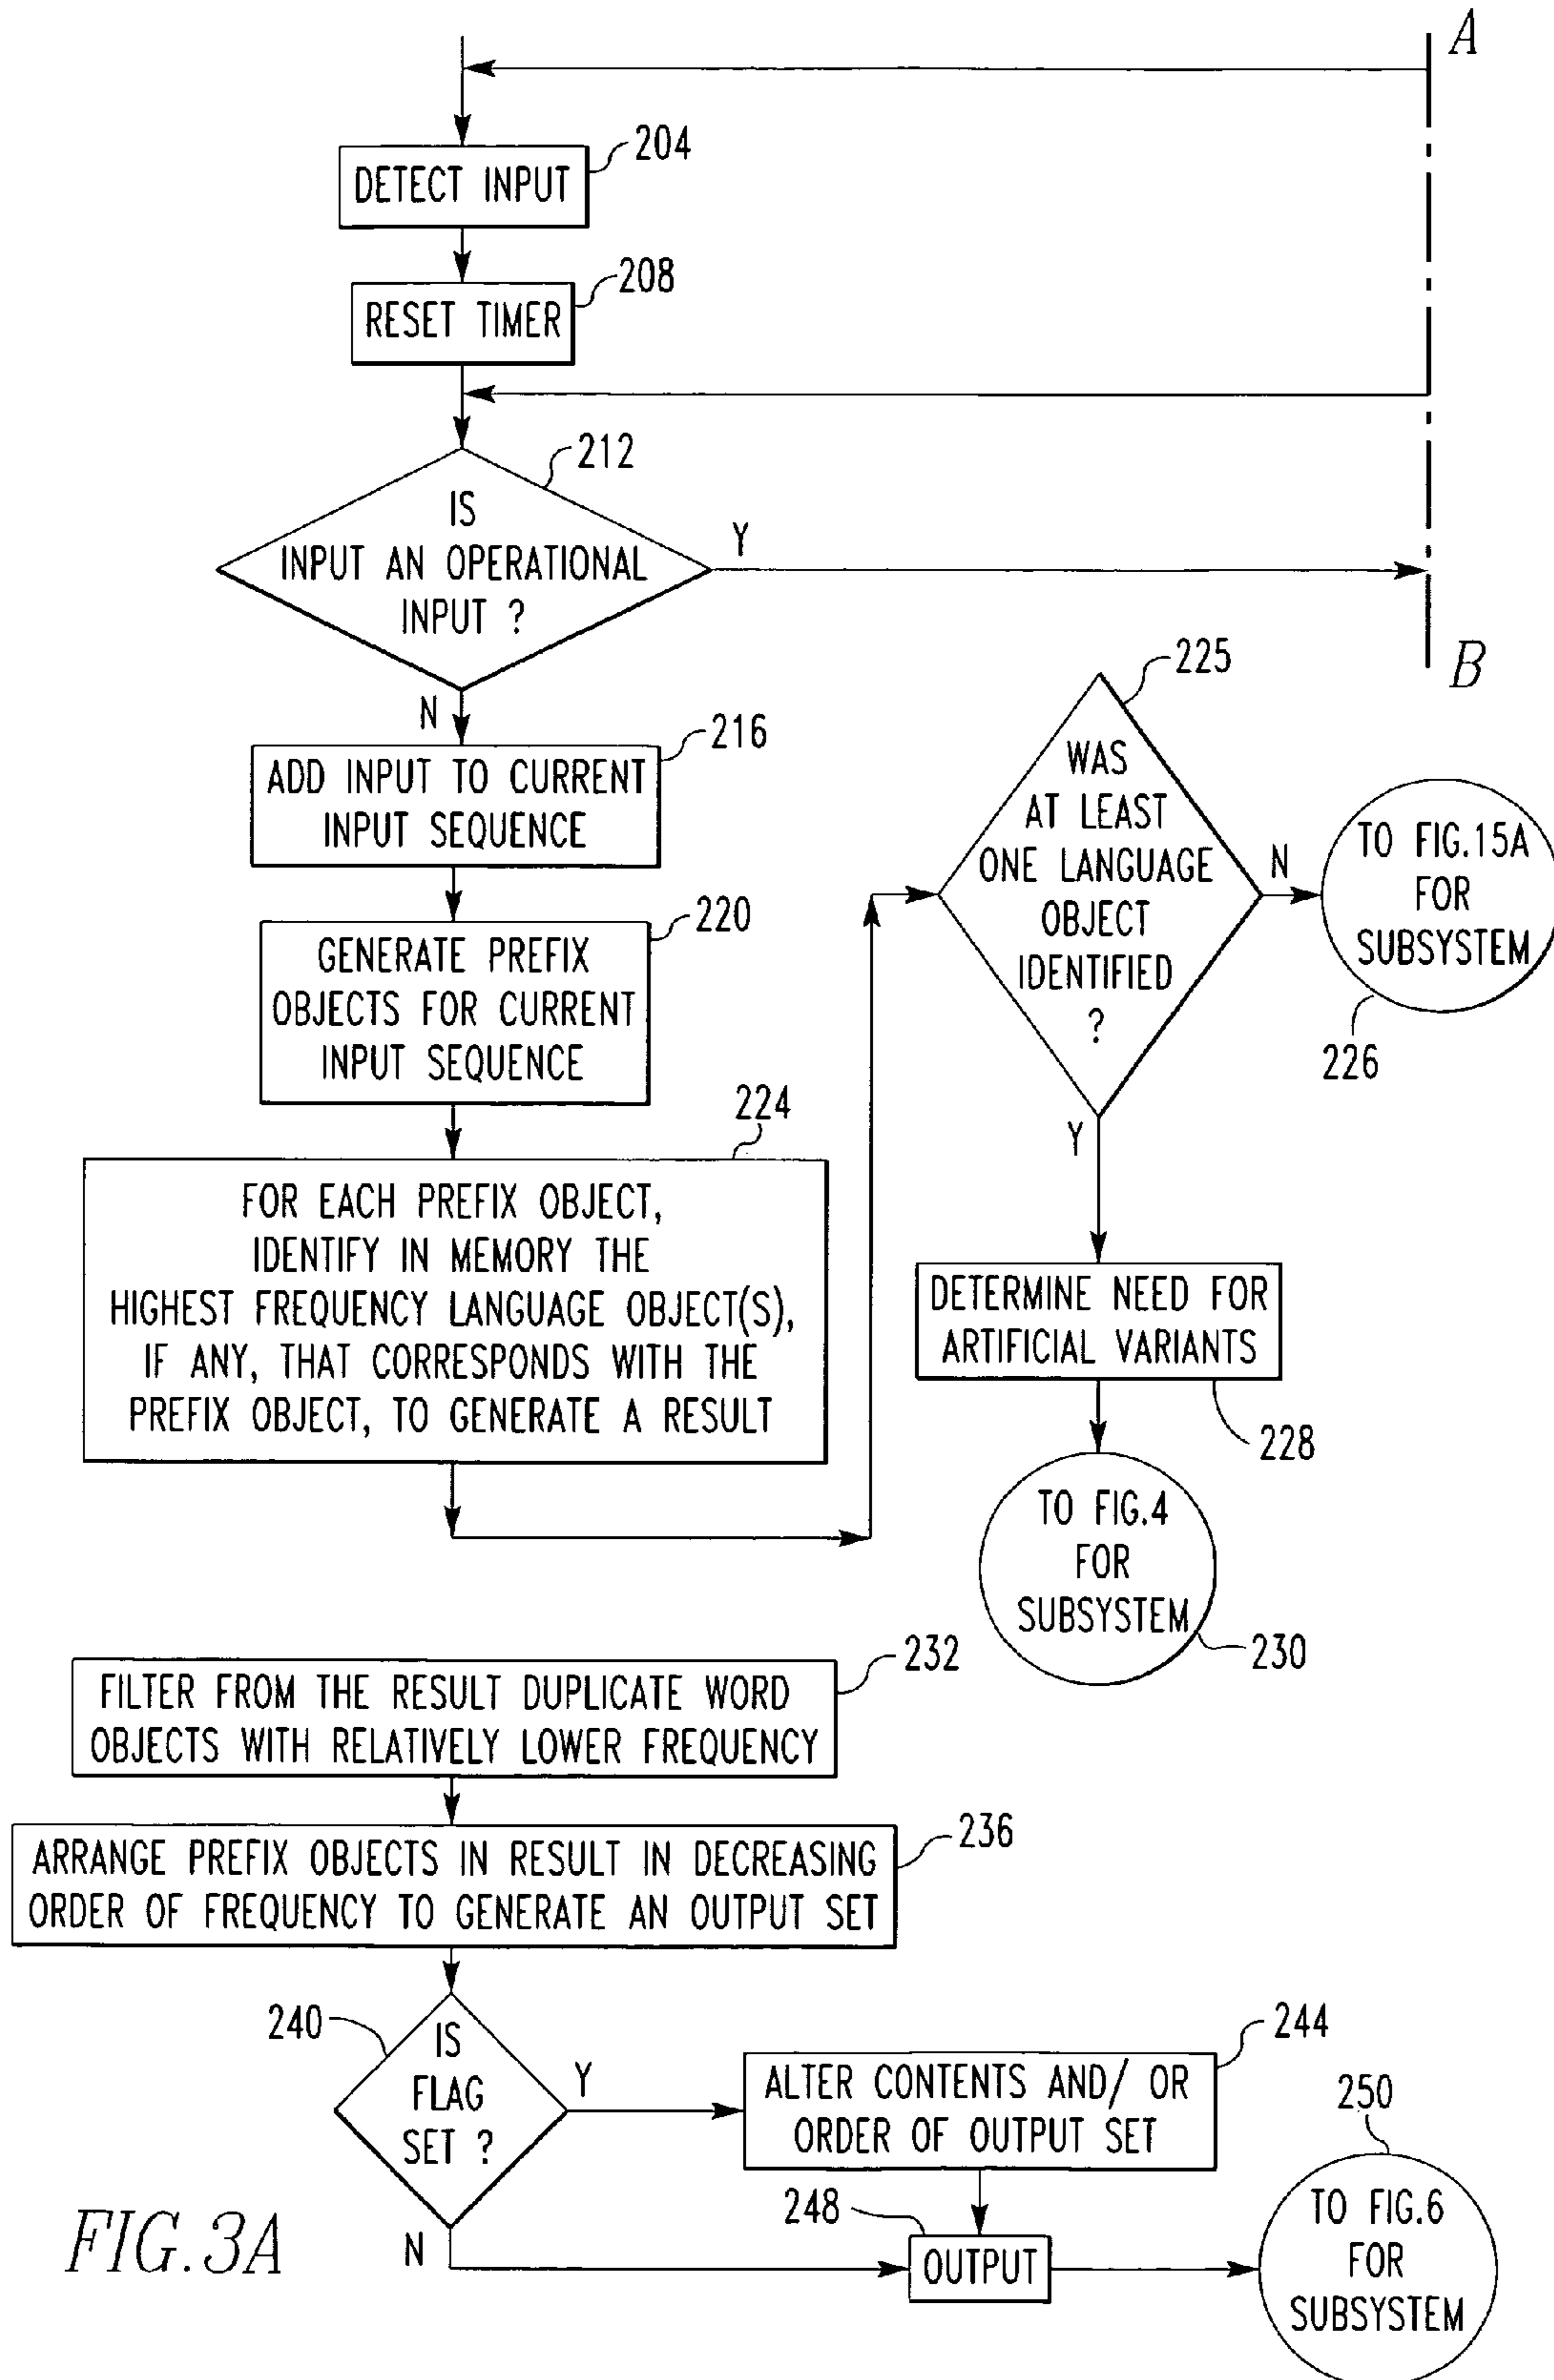 A
204
DETECT INPUT
208
RESET TIMER
212
IS
INPUT AN OPERATIONAL
INPUT ?
Y
B
N
216
ADD INPUT TO CURRENT
INPUT SEQUENCE
220
GENERATE PREFIX
OBJECTS FOR CURRENT
INPUT SEQUENCE
224
FOR EACH PREFIX OBJECT,
IDENTIFY IN MEMORY THE
HIGHEST FREQUENCY LANGUAGE OBJECT(S),
IF ANY, THAT CORRESPONDS WITH THE
PREFIX OBJECT, TO GENERATE A RESULT
225
WAS
AT LEAST
ONE LANGUAGE
OBJECT
IDENTIFIED
?
N
TO FIG.15A
FOR
SUBSYSTEM
226
Y
DETERMINE NEED FOR
ARTIFICIAL VARIANTS
228
TO FIG.4
FOR
SUBSYSTEM
230
232
FILTER FROM THE RESULT DUPLICATE WORD
OBJECTS WITH RELATIVELY LOWER FREQUENCY
236
ARRANGE PREFIX OBJECTS IN RESULT IN DECREASING
ORDER OF FREQUENCY TO GENERATE AN OUTPUT SET
240
IS
FLAG
SET ?
Y
244
ALTER CONTENTS AND/ OR
ORDER OF OUTPUT SET
N
248
OUTPUT
250
TO FIG.6
FOR
SUBSYSTEM
FIG.3A